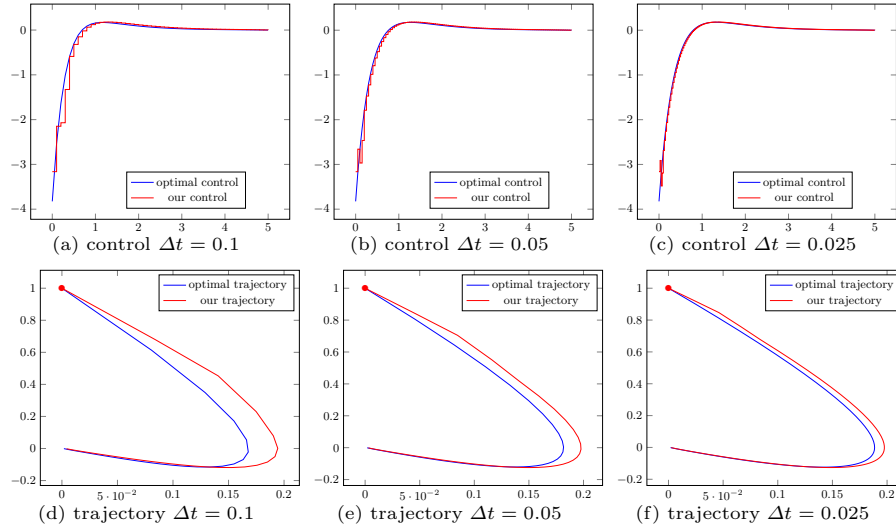 0
−1
−2
−3
−4
0 1 2 3 4 5
optimal control
our control
(a) control Δt = 0.1
0
−1
−2
−3
−4
0 1 2 3 4 5
optimal control
our control
(b) control Δt = 0.05
0
−1
−2
−3
−4
0 1 2 3 4 5
optimal control
our control
(c) control Δt = 0.025
1
0.8
0.6
0.4
0.2
0
−0.2
0 5 · 10⁻² 0.1 0.15 0.2
optimal trajectory
our trajectory
(d) trajectory Δt = 0.1
1
0.8
0.6
0.4
0.2
0
−0.2
0 5 · 10⁻² 0.1 0.15 0.2
optimal trajectory
our trajectory
(e) trajectory Δt = 0.05
1
0.8
0.6
0.4
0.2
0
−0.2
0 5 · 10⁻² 0.1 0.15 0.2
optimal trajectory
our trajectory
(f) trajectory Δt = 0.025